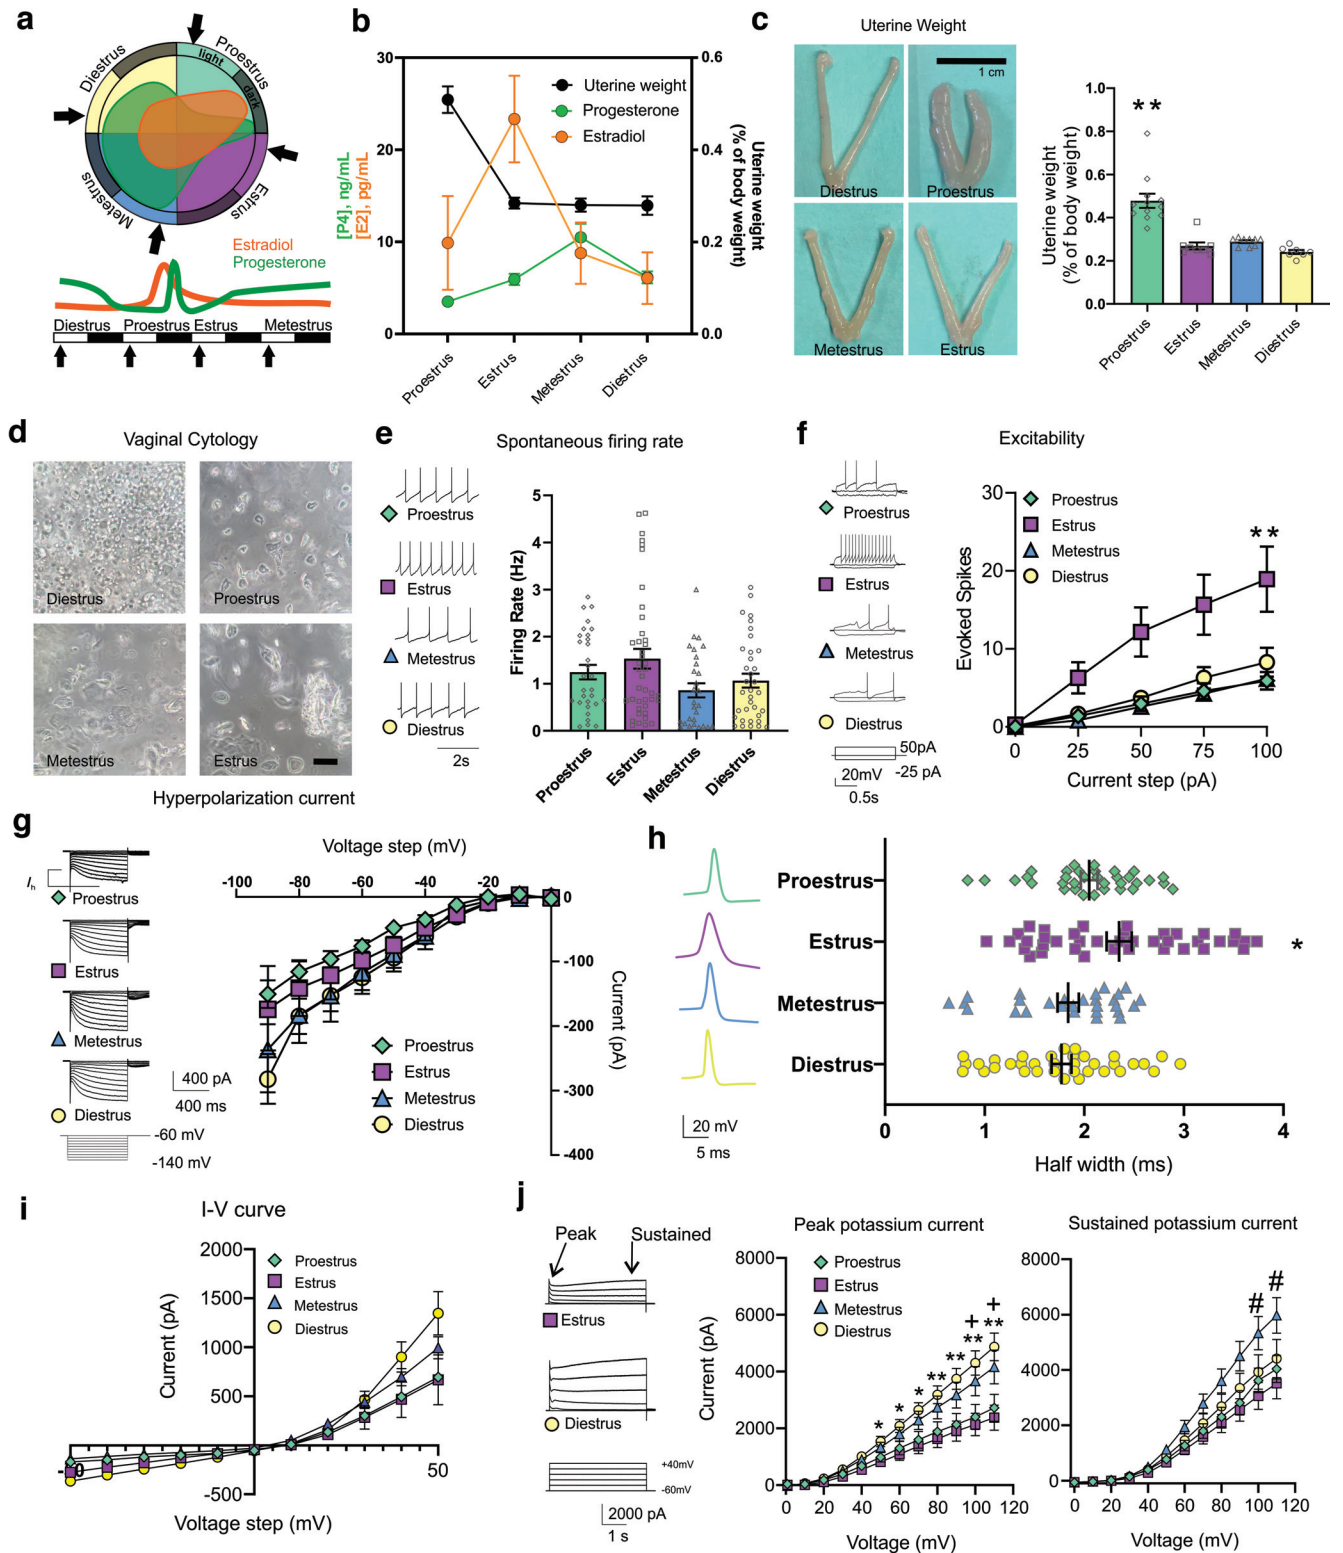 a
Diestrus
Proestrus
light
dark
Metestrus
Estrus
Estradiol
Progesterone
Diestrus Proestrus Estrus Metestrus
b
30
20
10
0
0.6
0.4
0.2
0.0
[P4], ng/mL
[E2], pg/mL
Uterine weight
(% of body weight)
Uterine weight
Progesterone
Estradiol
Proestrus
Estrus
Metestrus
Diestrus
c
Uterine Weight
1 cm
Diestrus
Proestrus
Metestrus
Estrus
Uterine weight
(% of body weight)
1.0
0.8
0.6
0.4
0.2
0.0
**
Proestrus
Estrus
Metestrus
Diestrus
d
Vaginal Cytology
Diestrus
Proestrus
Metestrus
Estrus
e
Spontaneous firing rate
Proestrus
Estrus
Metestrus
Diestrus
2s
Firing Rate (Hz)
5
4
3
2
1
0
Proestrus
Estrus
Metestrus
Diestrus
f
Excitability
Proestrus
Estrus
Metestrus
Diestrus
50pA
-25 pA
20mV
0.5s
Evoked Spikes
30
20
10
0
Proestrus
Estrus
Metestrus
Diestrus
**
0 25 50 75 100
Current step (pA)
g
Hyperpolarization current
Ih
Proestrus
Estrus
Metestrus
Diestrus
400 pA
400 ms
-60 mV
-140 mV
Voltage step (mV)
-100 -80 -60 -40 -20 0
-100
-200
-300
-400
Current (pA)
Proestrus
Estrus
Metestrus
Diestrus
h
20 mV
5 ms
Proestrus
Estrus
*
Metestrus
Diestrus
0 1 2 3 4
Half width (ms)
i
I-V curve
2000
1500
1000
500
-500
Current (pA)
Proestrus
Estrus
Metestrus
Diestrus
50
Voltage step (mV)
j
Peak Sustained
Estrus
Diestrus
+40mV
-60mV
2000 pA
1 s
Peak potassium current
8000
6000
4000
2000
0
Current (pA)
Proestrus
Estrus
Metestrus
Diestrus
+ +
* * * ** ** ** **
0 20 40 60 80 100 120
Voltage (mV)
Sustained potassium current
8000
6000
4000
2000
0
# #
0 20 40 60 80 100 120
Voltage (mV)